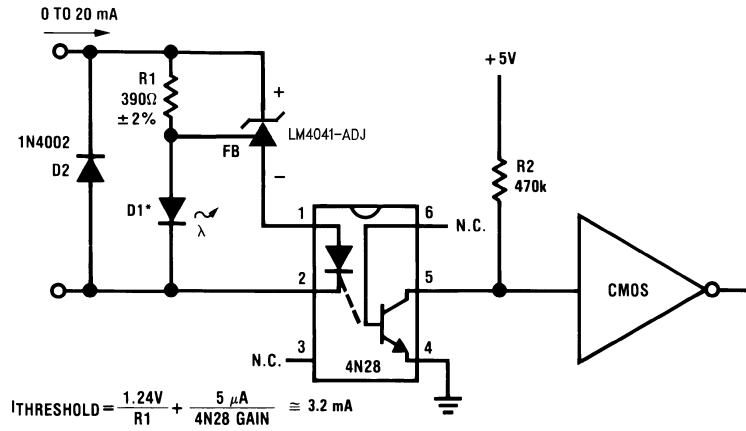 0 TO 20 mA
+5V
R1
390Ω
±2%
+
LM4041-ADJ
FB
−
1N4002
D2
R2
470k
D1*
λ
1
6
N.C.
2
5
CMOS
3
N.C.
4
4N28
ITHRESHOLD = 1.24V / R1 + 5 μA / 4N28 GAIN ≅ 3.2 mA